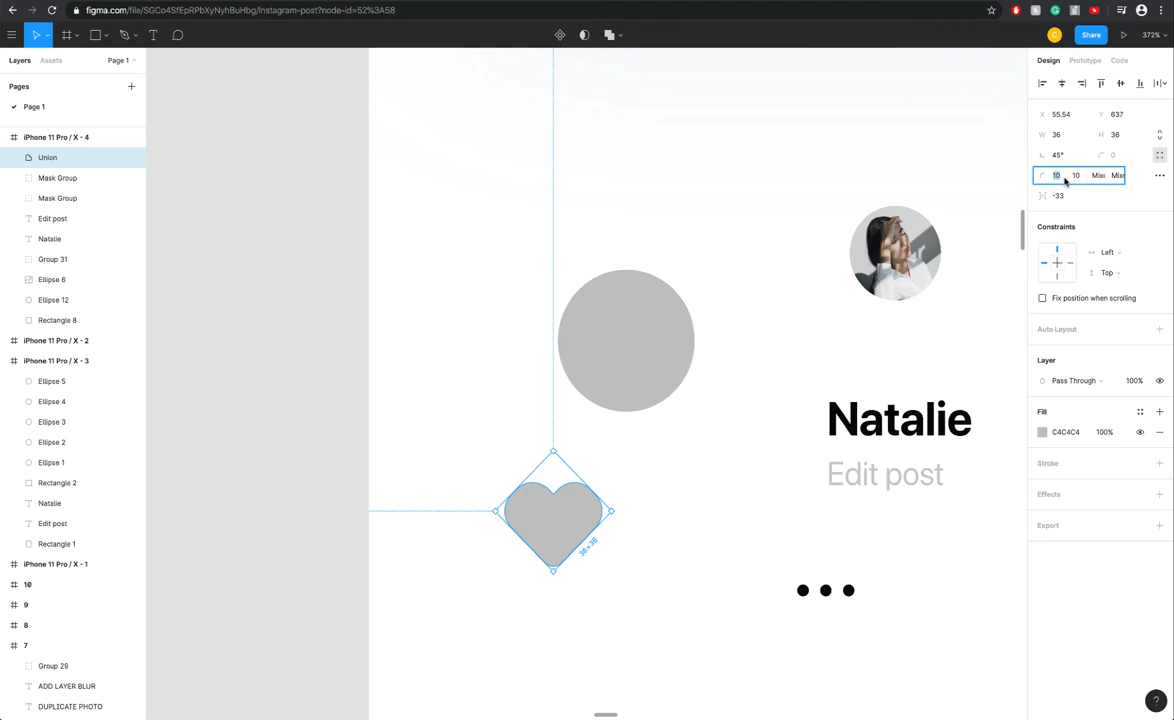 figma.com/file/SGCo4SfEpRPbXyNyhBuHbg/Instagram-post?node-id=52%3A58
Share
372%
Layers
Assets
Page 1
Pages
Page 1
iPhone 11 Pro / X - 4
Union
Mask Group
Mask Group
Edit post
Natalie
Group 31
Ellipse 6
Ellipse 12
Rectangle 8
iPhone 11 Pro / X - 2
iPhone 11 Pro / X - 3
Ellipse 5
Ellipse 4
Ellipse 3
Ellipse 2
Ellipse 1
Rectangle 2
Natalie
Edit post
Rectangle 1
iPhone 11 Pro / X - 1
10
9
8
7
Group 29
ADD LAYER BLUR
DUPLICATE PHOTO
36×36
Natalie
Edit post
Design
Prototype
Code
X 55.54 Y 637
W 36 H 36
45° 0
10 10 Mixe Mixe
-33
Constraints
Left
Top
Fix position when scrolling
Auto Layout
Layer
Pass Through 100%
Fill
C4C4C4 100%
Stroke
Effects
Export
?